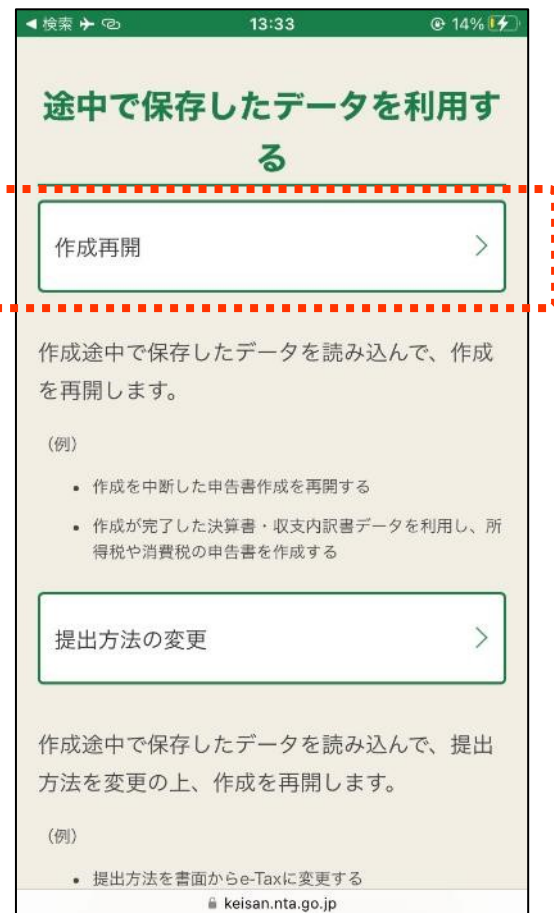 検索
13:33
14%
途中で保存したデータを利用す
る
作成再開
作成途中で保存したデータを読み込んで、作成
を再開します。
（例）
• 作成を中断した申告書作成を再開する
• 作成が完了した決算書・収支内訳書データを利用し、所
得税や消費税の申告書を作成する
提出方法の変更
作成途中で保存したデータを読み込んで、提出
方法を変更の上、作成を再開します。
（例）
• 提出方法を書面からe-Taxに変更する
keisan.nta.go.jp